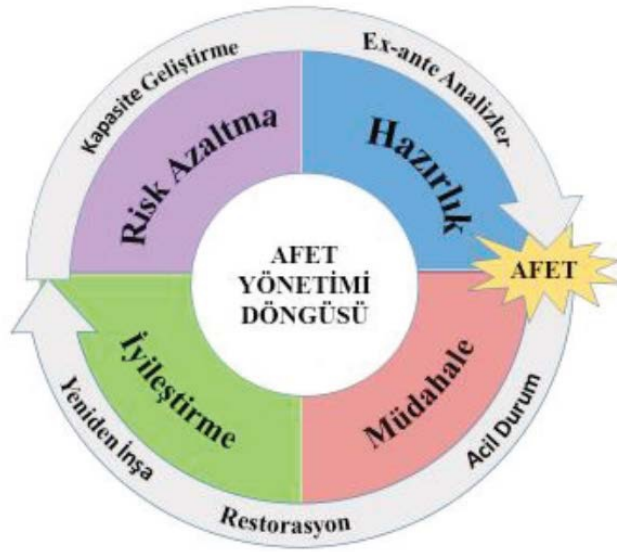 Kapasite Geliştirme
Ex-ante Analizler
Risk Azaltma
Hazırlık
AFET
YÖNETİMİ
DÖNGÜSÜ
AFET
İyileştirme
Müdahale
Yeniden İnşa
Acil Durum
Restorasyon